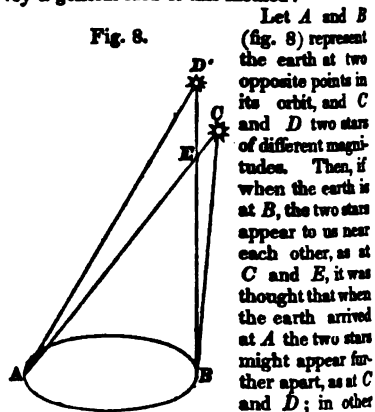 Fig. 8.
Let A and B
(fig. 8) represent
the earth at two
opposite points in
its orbit, and C
and D two stars
of different magni-
tudes. Then, if
when the earth is
at B, the two stars
appear to us near
each other, as at
C and E, it was
thought that when
the earth arrived
at A the two stars
might appear fur-
ther apart, as at C
and D; in other
D
C
E
A
B